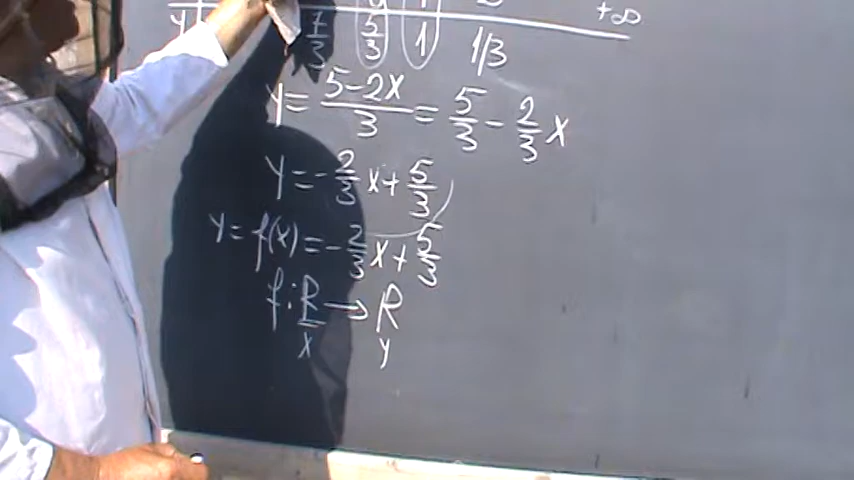 +∞
y 7/3 5/3 1 1/3
y = (5-2x)/3 = 5/3 - 2/3 x
y = -2/3 x + 5/3
y = f(x) = -2/3 x + 5/3
f: R → R
x y